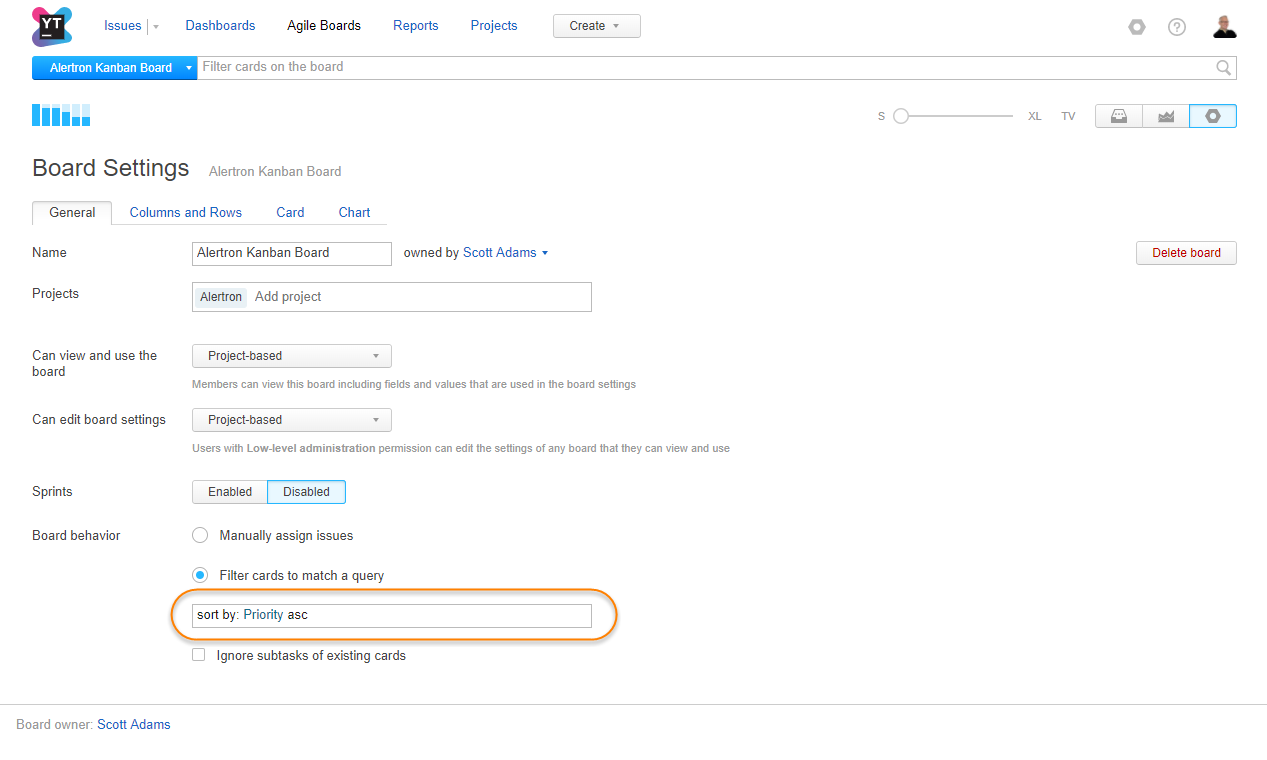 YT
Issues Dashboards Agile Boards Reports Projects Create
Alertron Kanban Board Filter cards on the board
S XL TV
Board Settings Alertron Kanban Board
General Columns and Rows Card Chart
Name Alertron Kanban Board owned by Scott Adams Delete board
Projects Alertron Add project
Can view and use the Project-based
board
Members can view this board including fields and values that are used in the board settings
Can edit board settings Project-based
Users with Low-level administration permission can edit the settings of any board that they can view and use
Sprints Enabled Disabled
Board behavior Manually assign issues
Filter cards to match a query
sort by: Priority asc
Ignore subtasks of existing cards
Board owner: Scott Adams